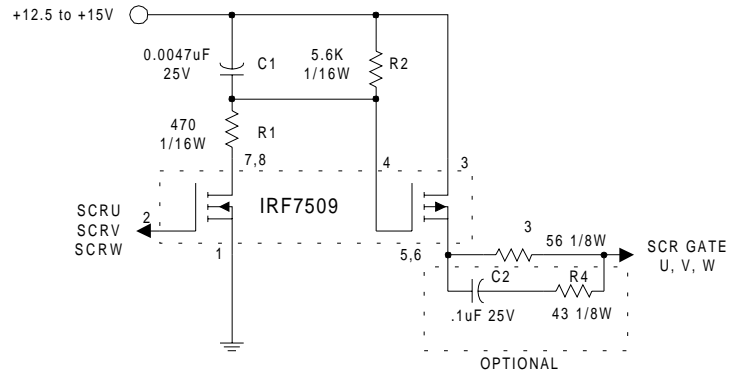 +12.5 to +15V
0.0047uF
25V
C1
5.6K
1/16W
R2
470
1/16W
R1
7,8
4
3
IRF7509
SCRU
SCRV
SCRW
2
1
5,6
3
56 1/8W
SCR GATE
U, V, W
C2
R4
.1uF 25V
43 1/8W
OPTIONAL